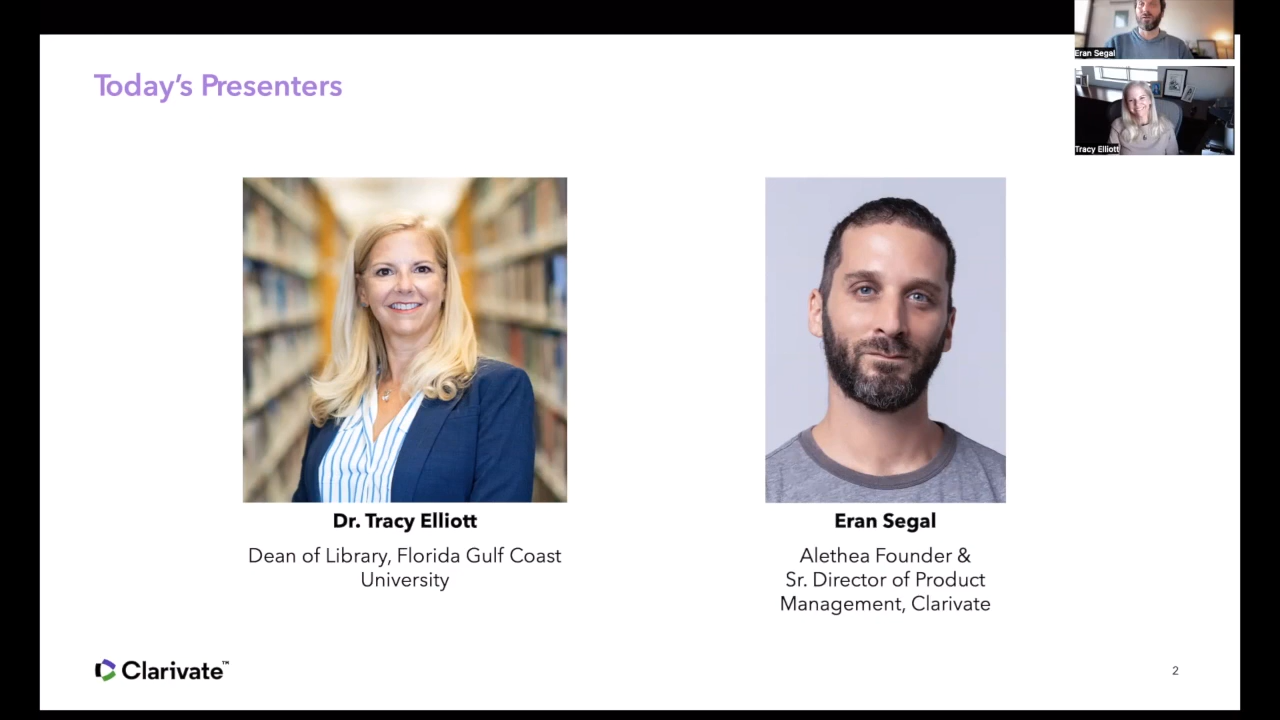 Today's Presenters
Eran Segal
Tracy Elliott
Dr. Tracy Elliott
Dean of Library, Florida Gulf Coast
University
Eran Segal
Alethea Founder &
Sr. Director of Product
Management, Clarivate
Clarivate™
2